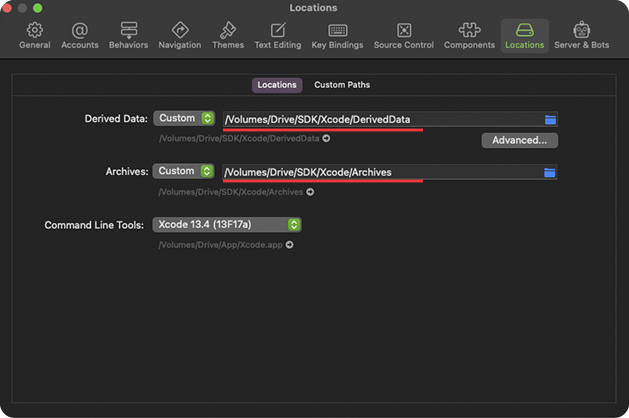 Locations
General Accounts Behaviors Navigation Themes Text Editing Key Bindings Source Control Components Locations Server & Bots
Locations Custom Paths
Derived Data: Custom /Volumes/Drive/SDK/Xcode/DerivedData
/Volumes/Drive/SDK/Xcode/DerivedData
Advanced...
Archives: Custom /Volumes/Drive/SDK/Xcode/Archives
/Volumes/Drive/SDK/Xcode/Archives
Command Line Tools: Xcode 13.4 (13F17a)
/Volumes/Drive/App/Xcode.app